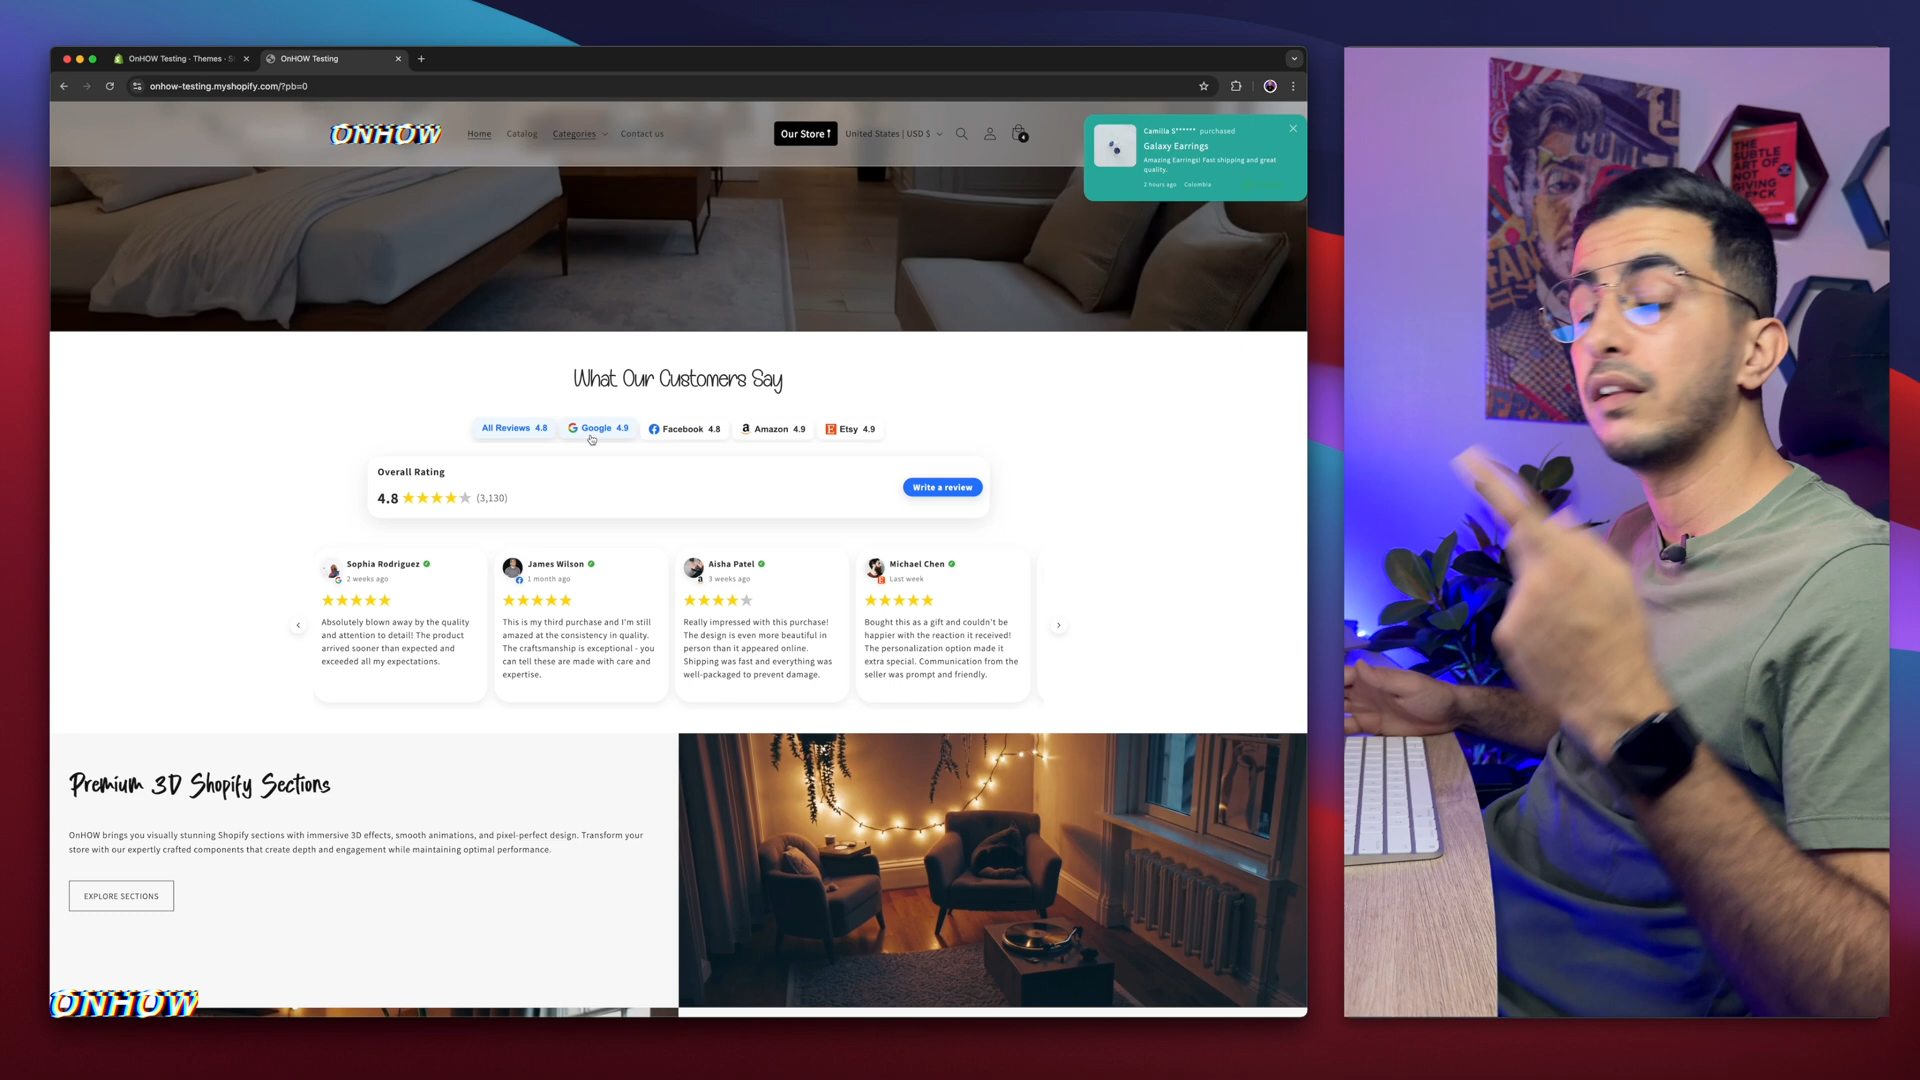 OnHOW Testing - Themes - S
OnHOW Testing
onhow-testing.myshopify.com/?pb=0
ONHOW
Home
Catalog
Categories
Contact us
Our Store
United States | USD $
4
Camilla S****** purchased
Galaxy Earrings
Amazing Earrings! Fast shipping and great
quality.
2 hours ago Colombia
What Our Customers Say
All Reviews 4.8
Google 4.9
Facebook 4.8
Amazon 4.9
Etsy 4.9
Overall Rating
4.8 (3,130)
Write a review
Sophia Rodriguez
2 weeks ago
Absolutely blown away by the quality
and attention to detail! The product
arrived sooner than expected and
exceeded all my expectations.
James Wilson
1 month ago
This is my third purchase and I'm still
amazed at the consistency in quality.
The craftsmanship is exceptional - you
can tell these are made with care and
expertise.
Aisha Patel
3 weeks ago
Really impressed with this purchase!
The design is even more beautiful in
person than it appeared online.
Shipping was fast and everything was
well-packaged to prevent damage.
Michael Chen
Last week
Bought this as a gift and couldn't be
happier with the reaction it received!
The personalization option made it
extra special. Communication from the
seller was prompt and friendly.
Premium 3D Shopify Sections
OnHOW brings you visually stunning Shopify sections with immersive 3D effects, smooth animations, and pixel-perfect design. Transform your
store with our expertly crafted components that create depth and engagement while maintaining optimal performance.
EXPLORE SECTIONS
ONHOW
THE
SUBTLE
ART OF
NOT
GIVING
A F*CK